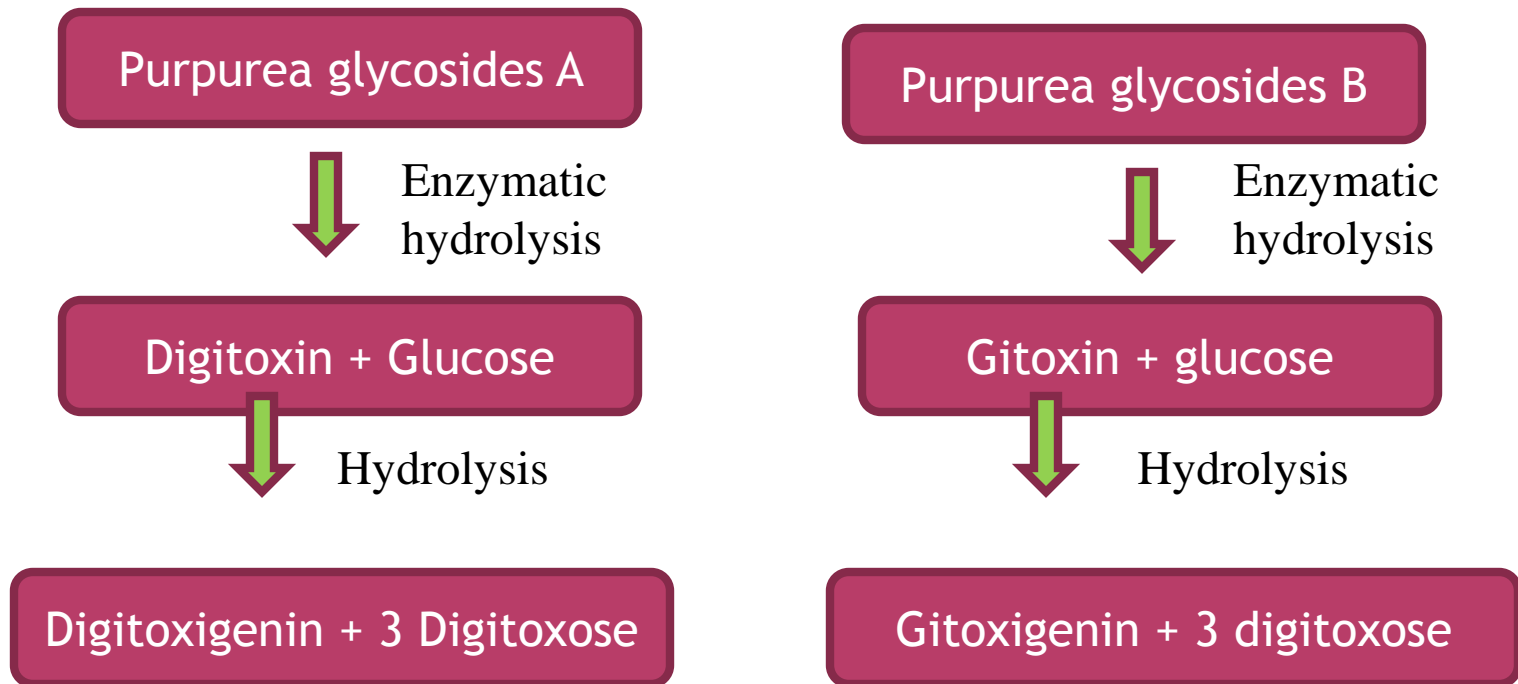 Purpurea glycosides A
Enzymatic
hydrolysis
Digitoxin + Glucose
Hydrolysis
Digitoxigenin + 3 Digitoxose
Purpurea glycosides B
Enzymatic
hydrolysis
Gitoxin + glucose
Hydrolysis
Gitoxigenin + 3 digitoxose